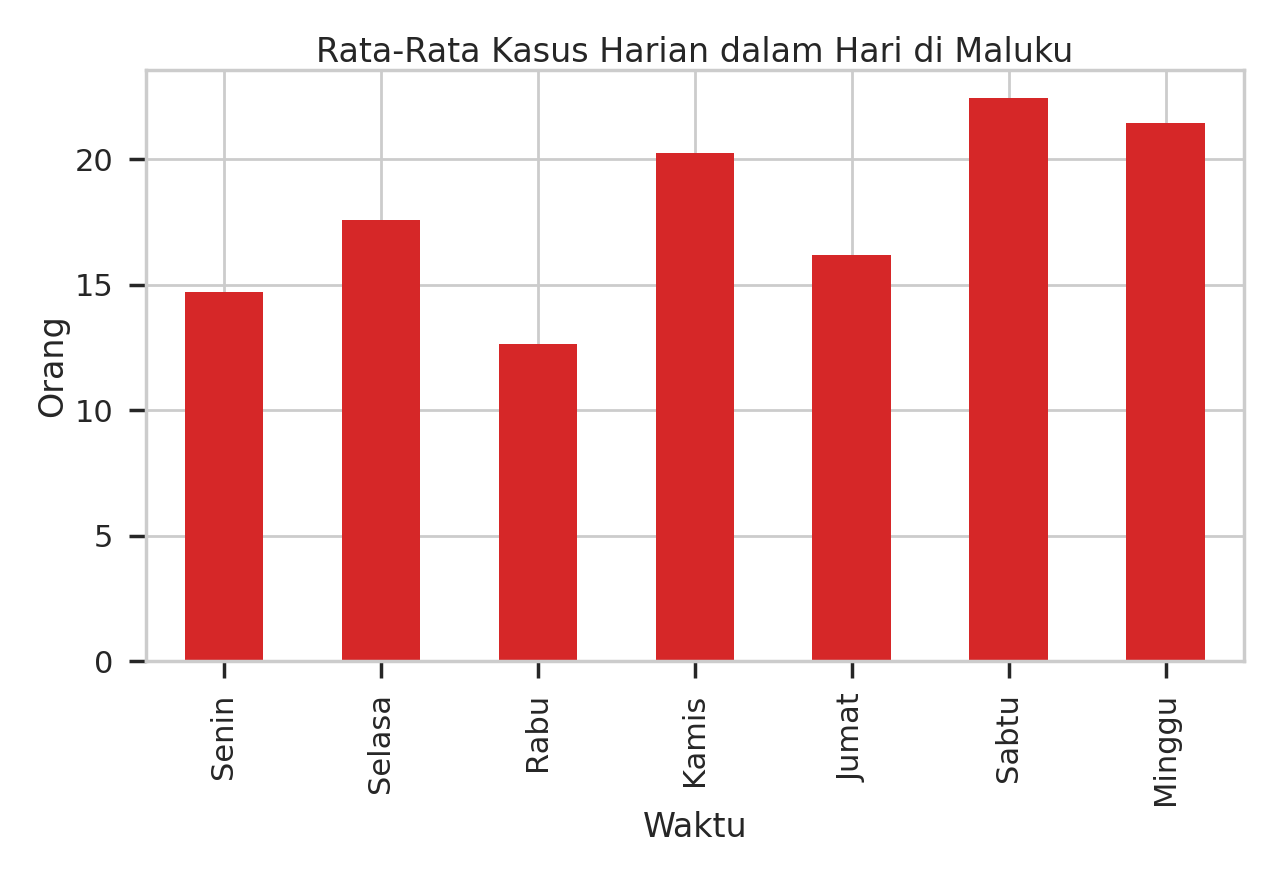 Rata-Rata Kasus Harian dalam Hari di Maluku
Orang
20
15
10
5
0
Senin
Selasa
Rabu
Kamis
Jumat
Sabtu
Minggu
Waktu